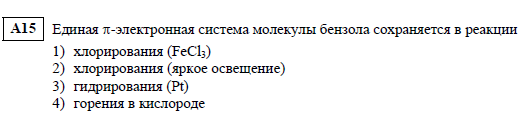 А15 Единая π-электронная система молекулы бензола сохраняется в реакции
1) хлорирования (FeCl₃)
2) хлорирования (яркое освещение)
3) гидрирования (Pt)
4) горения в кислороде